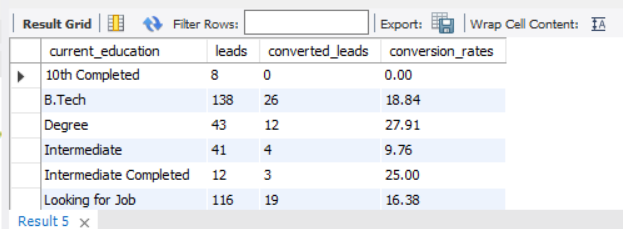 Result Grid Filter Rows: Export: Wrap Cell Content: IA
current_education leads converted_leads conversion_rates
10th Completed 8 0 0.00
B.Tech 138 26 18.84
Degree 43 12 27.91
Intermediate 41 4 9.76
Intermediate Completed 12 3 25.00
Looking for Job 116 19 16.38
Result 5 ×